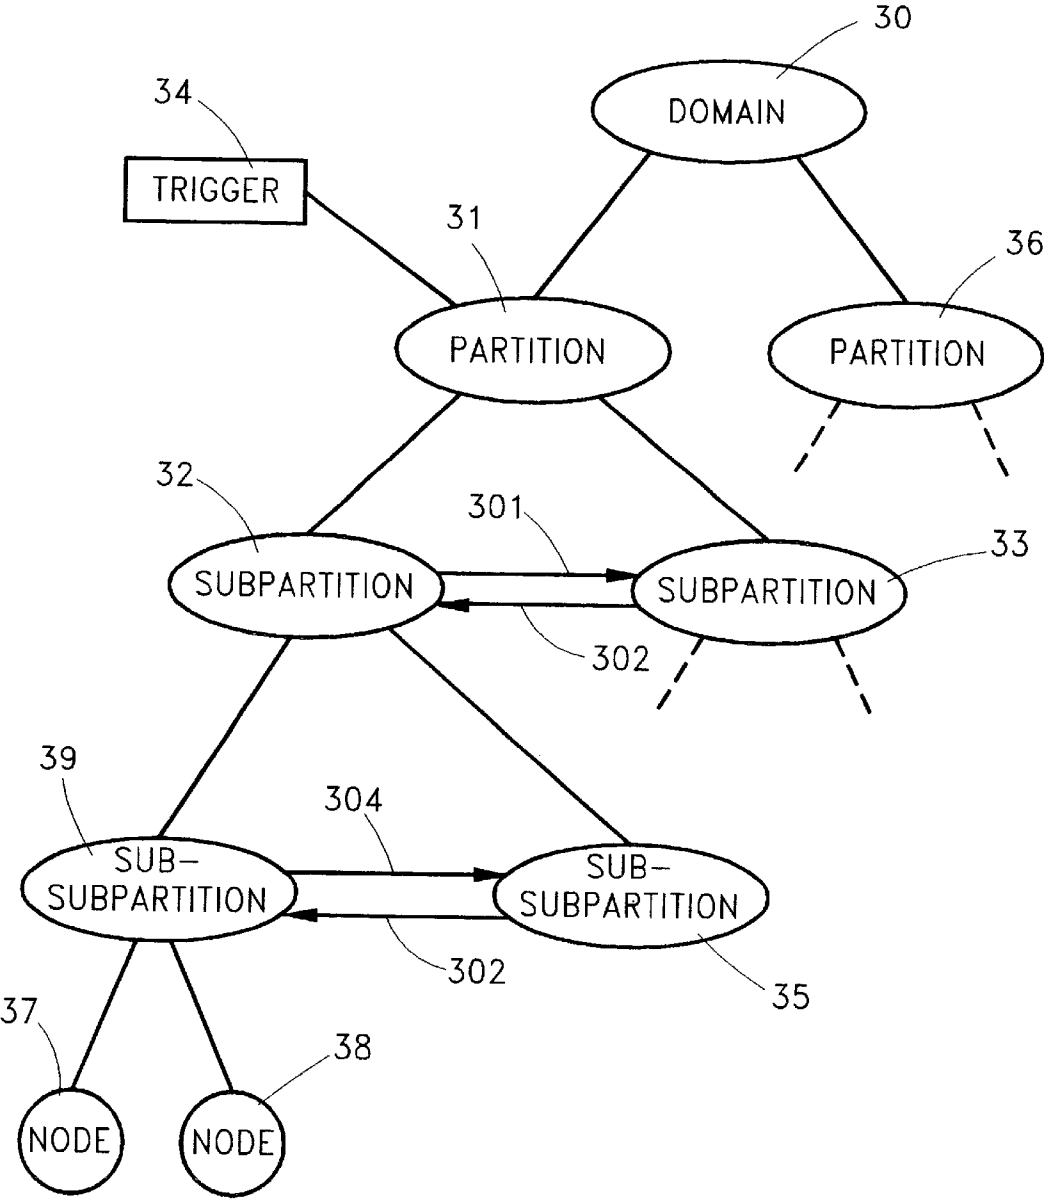 30
DOMAIN
34
TRIGGER
31
36
PARTITION
PARTITION
32
301
33
SUBPARTITION
SUBPARTITION
302
39
304
SUB-
SUBPARTITION
SUB-
SUBPARTITION
302
35
37
38
NODE
NODE